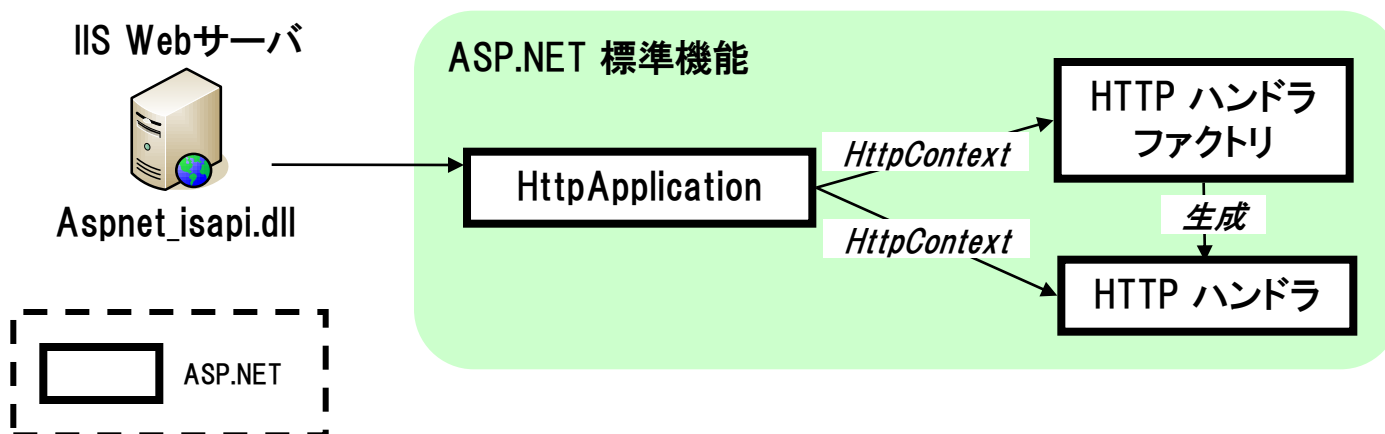 IIS Webサーバ
Aspnet_isapi.dll
ASP.NET 標準機能
HttpApplication
HttpContext
HttpContext
HTTP ハンドラ
ファクトリ
生成
HTTP ハンドラ
ASP.NET